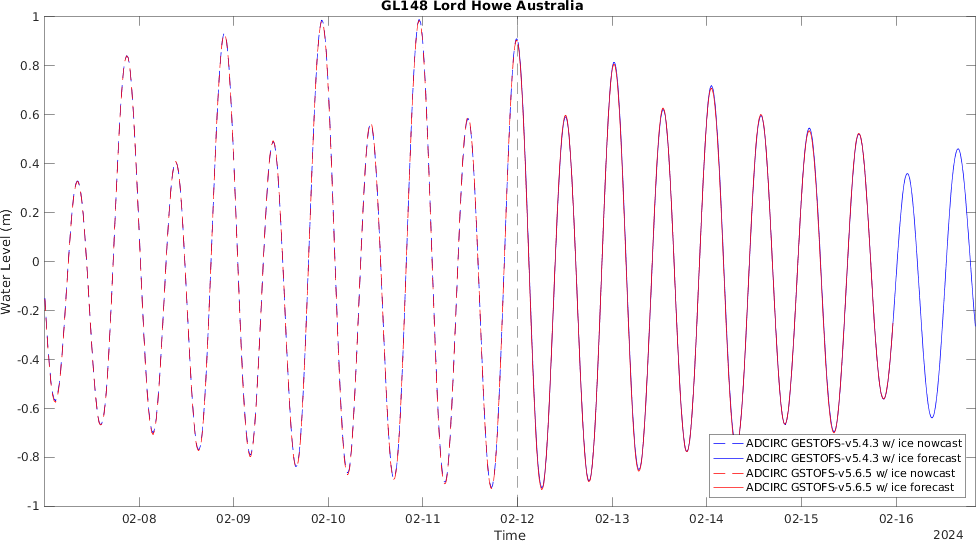 GL148 Lord Howe Australia
1
0.8
0.6
0.4
0.2
0
-0.2
-0.4
-0.6
-0.8
-1
Water Level (m)
ADCIRC GESTOFS-v5.4.3 w/ ice nowcast
ADCIRC GESTOFS-v5.4.3 w/ ice forecast
ADCIRC GSTOFS-v5.6.5 w/ ice nowcast
ADCIRC GSTOFS-v5.6.5 w/ ice forecast
02-08 02-09 02-10 02-11 02-12 02-13 02-14 02-15 02-16
Time
2024